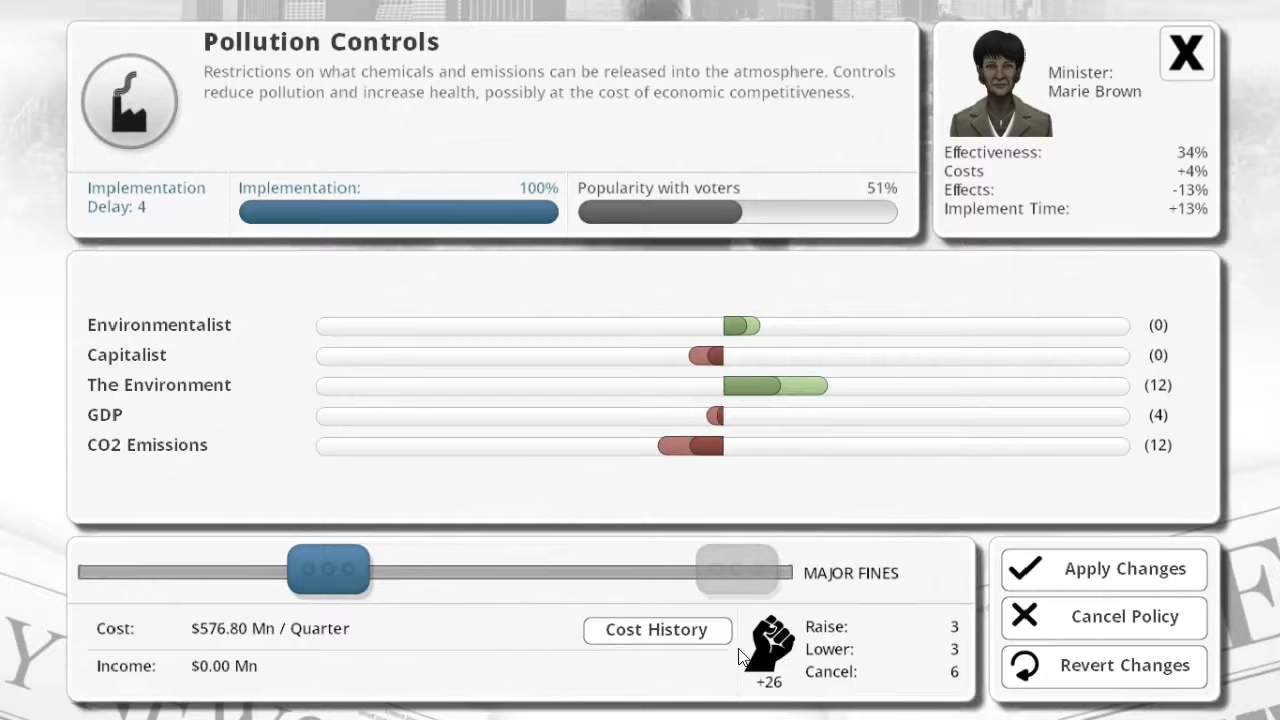 Pollution Controls
Restrictions on what chemicals and emissions can be released into the atmosphere. Controls
reduce pollution and increase health, possibly at the cost of economic competitiveness.
Implementation
Delay: 4
Implementation: 100%
Popularity with voters 51%
Minister:
Marie Brown
X
Effectiveness: 34%
Costs +4%
Effects: -13%
Implement Time: +13%
Environmentalist (0)
Capitalist (0)
The Environment (12)
GDP (4)
CO2 Emissions (12)
MAJOR FINES
Cost: $576.80 Mn / Quarter
Income: $0.00 Mn
Cost History
+26
Raise: 3
Lower: 3
Cancel: 6
Apply Changes
Cancel Policy
Revert Changes